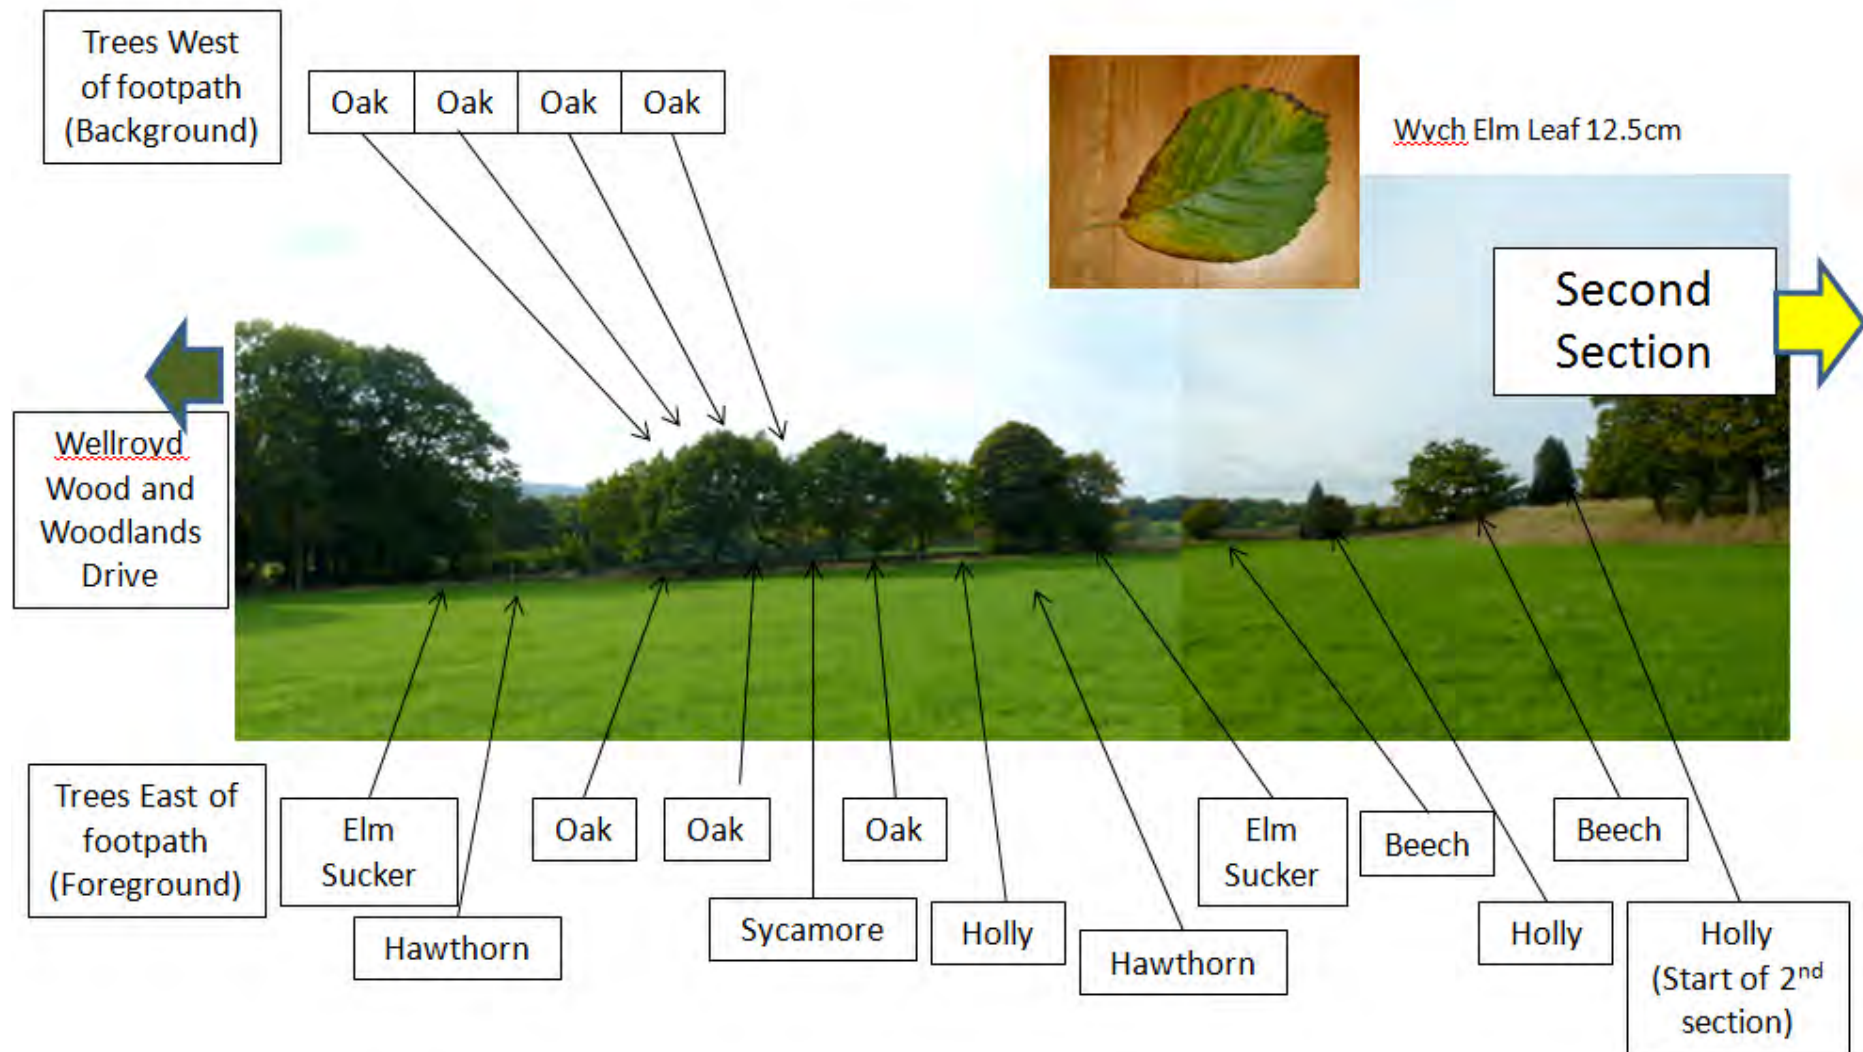 Trees West
of footpath
(Background)
Oak
Oak
Oak
Oak
Wych Elm Leaf 12.5cm
Second
Section
Wellroyd
Wood and
Woodlands
Drive
Trees East of
footpath
(Foreground)
Elm
Sucker
Hawthorn
Oak
Oak
Sycamore
Oak
Holly
Hawthorn
Elm
Sucker
Beech
Holly
Beech
Holly
(Start of 2nd
section)